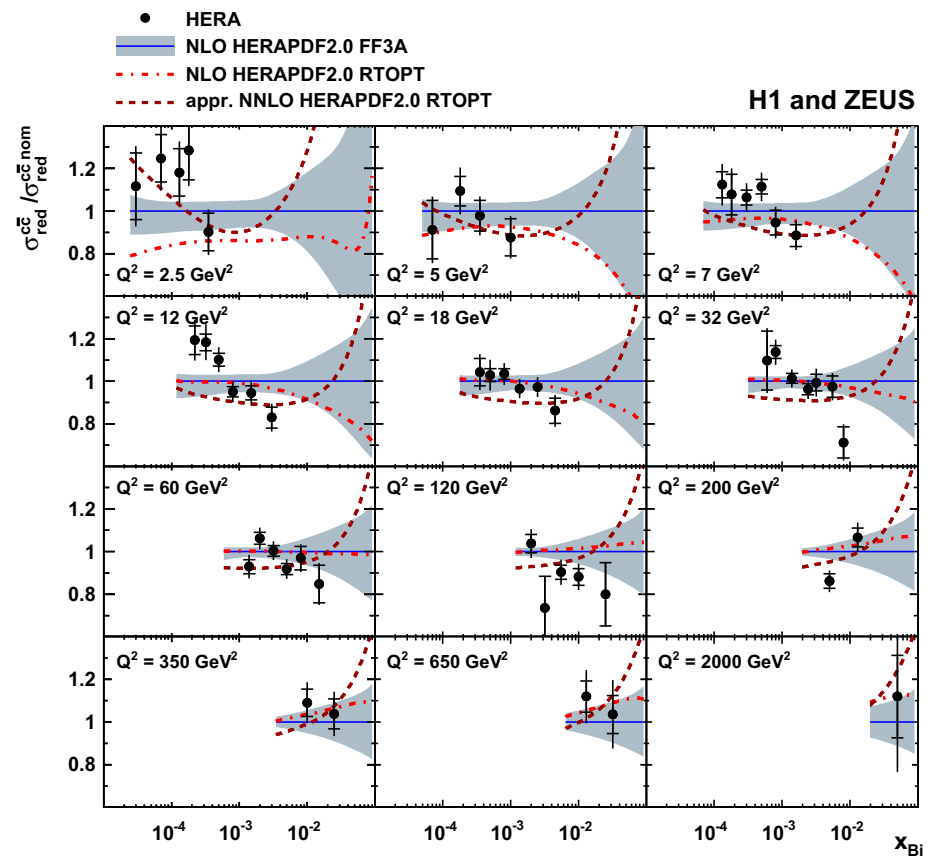 HERA
NLO HERAPDF2.0 FF3A
NLO HERAPDF2.0 RTOPT
appr. NNLO HERAPDF2.0 RTOPT
H1 and ZEUS
σ_red^cc̄ /σ_red^cc̄ nom
1.2
1
0.8
Q² = 2.5 GeV²
Q² = 5 GeV²
Q² = 7 GeV²
Q² = 12 GeV²
Q² = 18 GeV²
Q² = 32 GeV²
1.2
1
0.8
Q² = 60 GeV²
Q² = 120 GeV²
Q² = 200 GeV²
1.2
1
0.8
Q² = 350 GeV²
Q² = 650 GeV²
Q² = 2000 GeV²
1.2
1
0.8
10⁻⁴ 10⁻³ 10⁻² 10⁻⁴ 10⁻³ 10⁻² 10⁻⁴ 10⁻³ 10⁻²
x_Bj